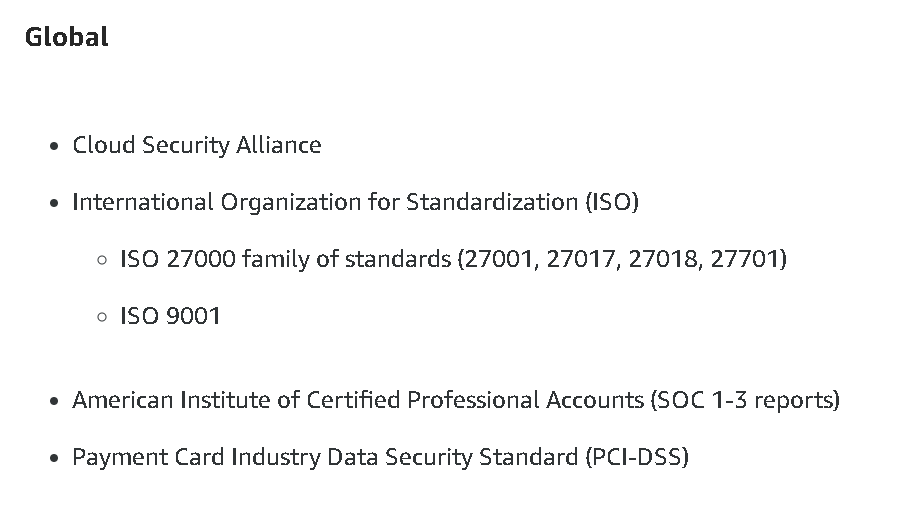 Global
• Cloud Security Alliance
• International Organization for Standardization (ISO)
◦ ISO 27000 family of standards (27001, 27017, 27018, 27701)
◦ ISO 9001
• American Institute of Certified Professional Accounts (SOC 1-3 reports)
• Payment Card Industry Data Security Standard (PCI-DSS)